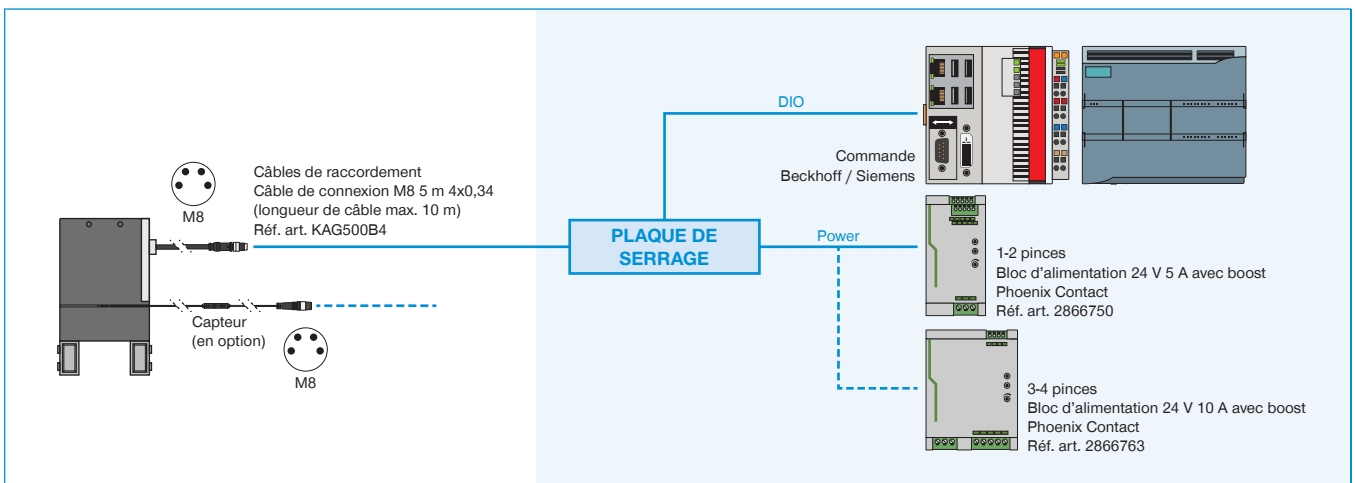 DIO
Commande
Beckhoff / Siemens
M8
Câbles de raccordement
Câble de connexion M8 5 m 4x0,34
(longueur de câble max. 10 m)
Réf. art. KAG500B4
PLAQUE DE
SERRAGE
Power
1-2 pinces
Bloc d'alimentation 24 V 5 A avec boost
Phoenix Contact
Réf. art. 2866750
Capteur
(en option)
M8
3-4 pinces
Bloc d'alimentation 24 V 10 A avec boost
Phoenix Contact
Réf. art. 2866763